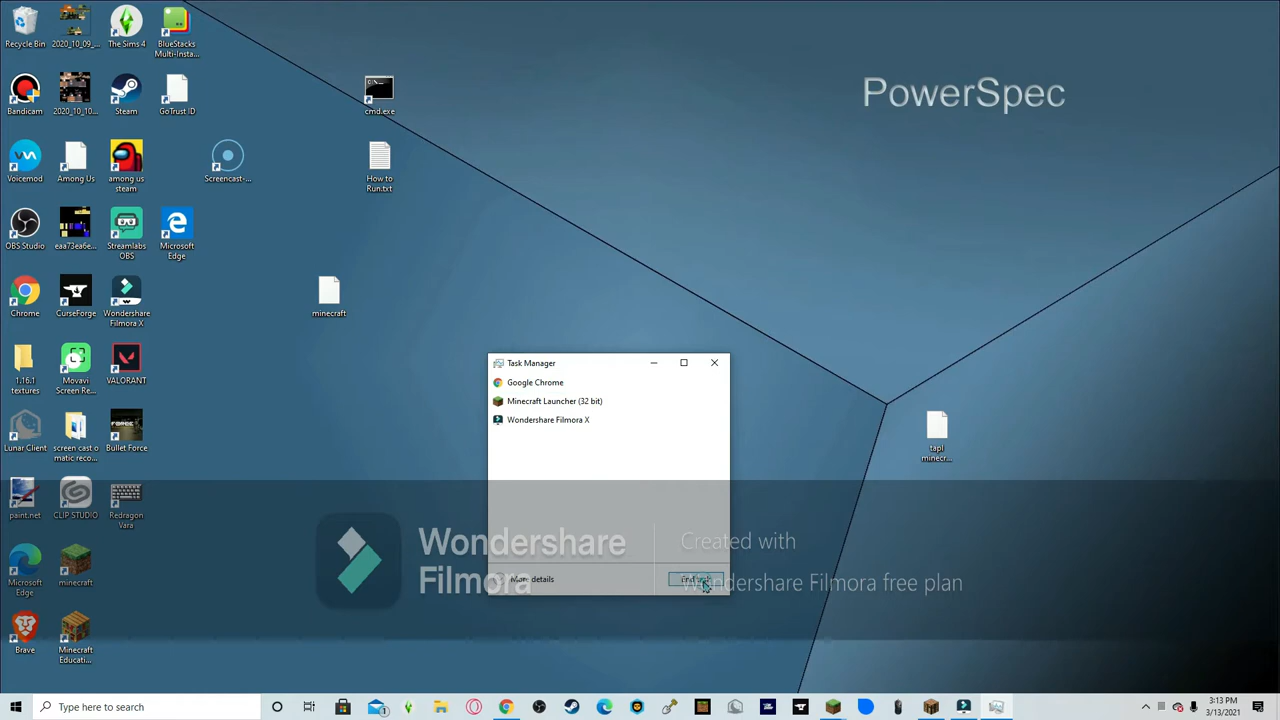 Recycle Bin
2020_10_09_...
The Sims 4
BlueStacks
Multi-Insta...
PowerSpec
Bandicam
2020_10_10...
Steam
GoTrust iD
cmd.exe
Voicemod
Among Us
among us
steam
Screencast-...
How to
Run.txt
OBS Studio
eaa73ea6e...
Streamlabs
OBS
Microsoft
Edge
Chrome
CurseForge
Wondershare
Filmora X
minecraft
1.16.1
textures
Movavi
Screen Re...
VALORANT
Task Manager
Google Chrome
Minecraft Launcher (32 bit)
Wondershare Filmora X
Lunar Client
screen cast o
matic reco...
Bullet Force
tapl
minecr...
paint.net
CLIP STUDIO
Redragon
Vara
Microsoft
Edge
minecraft
Wondershare
Filmora
Created with
Wondershare Filmora free plan
More details
End task
Brave
Minecraft
Educati...
Type here to search
3:13 PM
3/13/2021